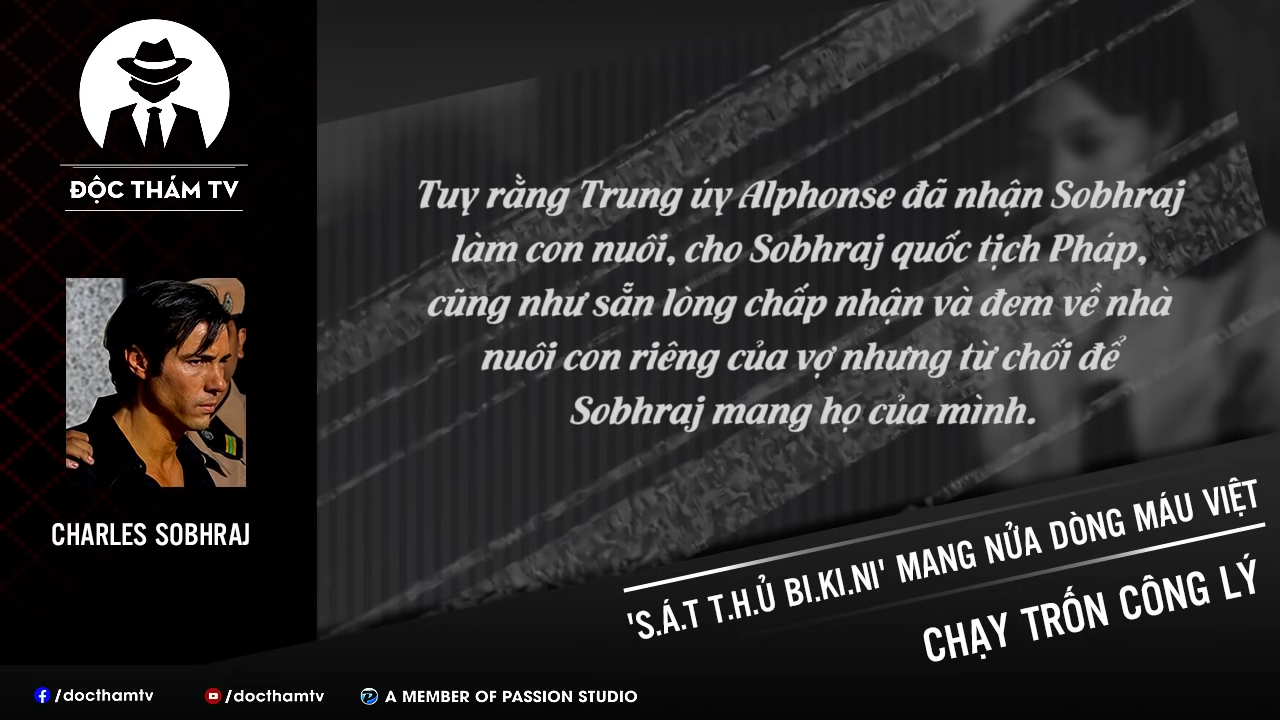 ĐỘC THÁM TV
CHARLES SOBHRAJ
Tuy rằng Trung úy Alphonse đã nhận Sobhraj
làm con nuôi, cho Sobhraj quốc tịch Pháp,
cũng như sẵn lòng chấp nhận và đem về nhà
nuôi con riêng của vợ nhưng từ chối để
Sobhraj mang họ của mình.
'S.Á.T T.H.Ủ BI.KI.NI' MANG NỬA DÒNG MÁU VIỆT
CHẠY TRỐN CÔNG LÝ
/docthamtv
/docthamtv
A MEMBER OF PASSION STUDIO